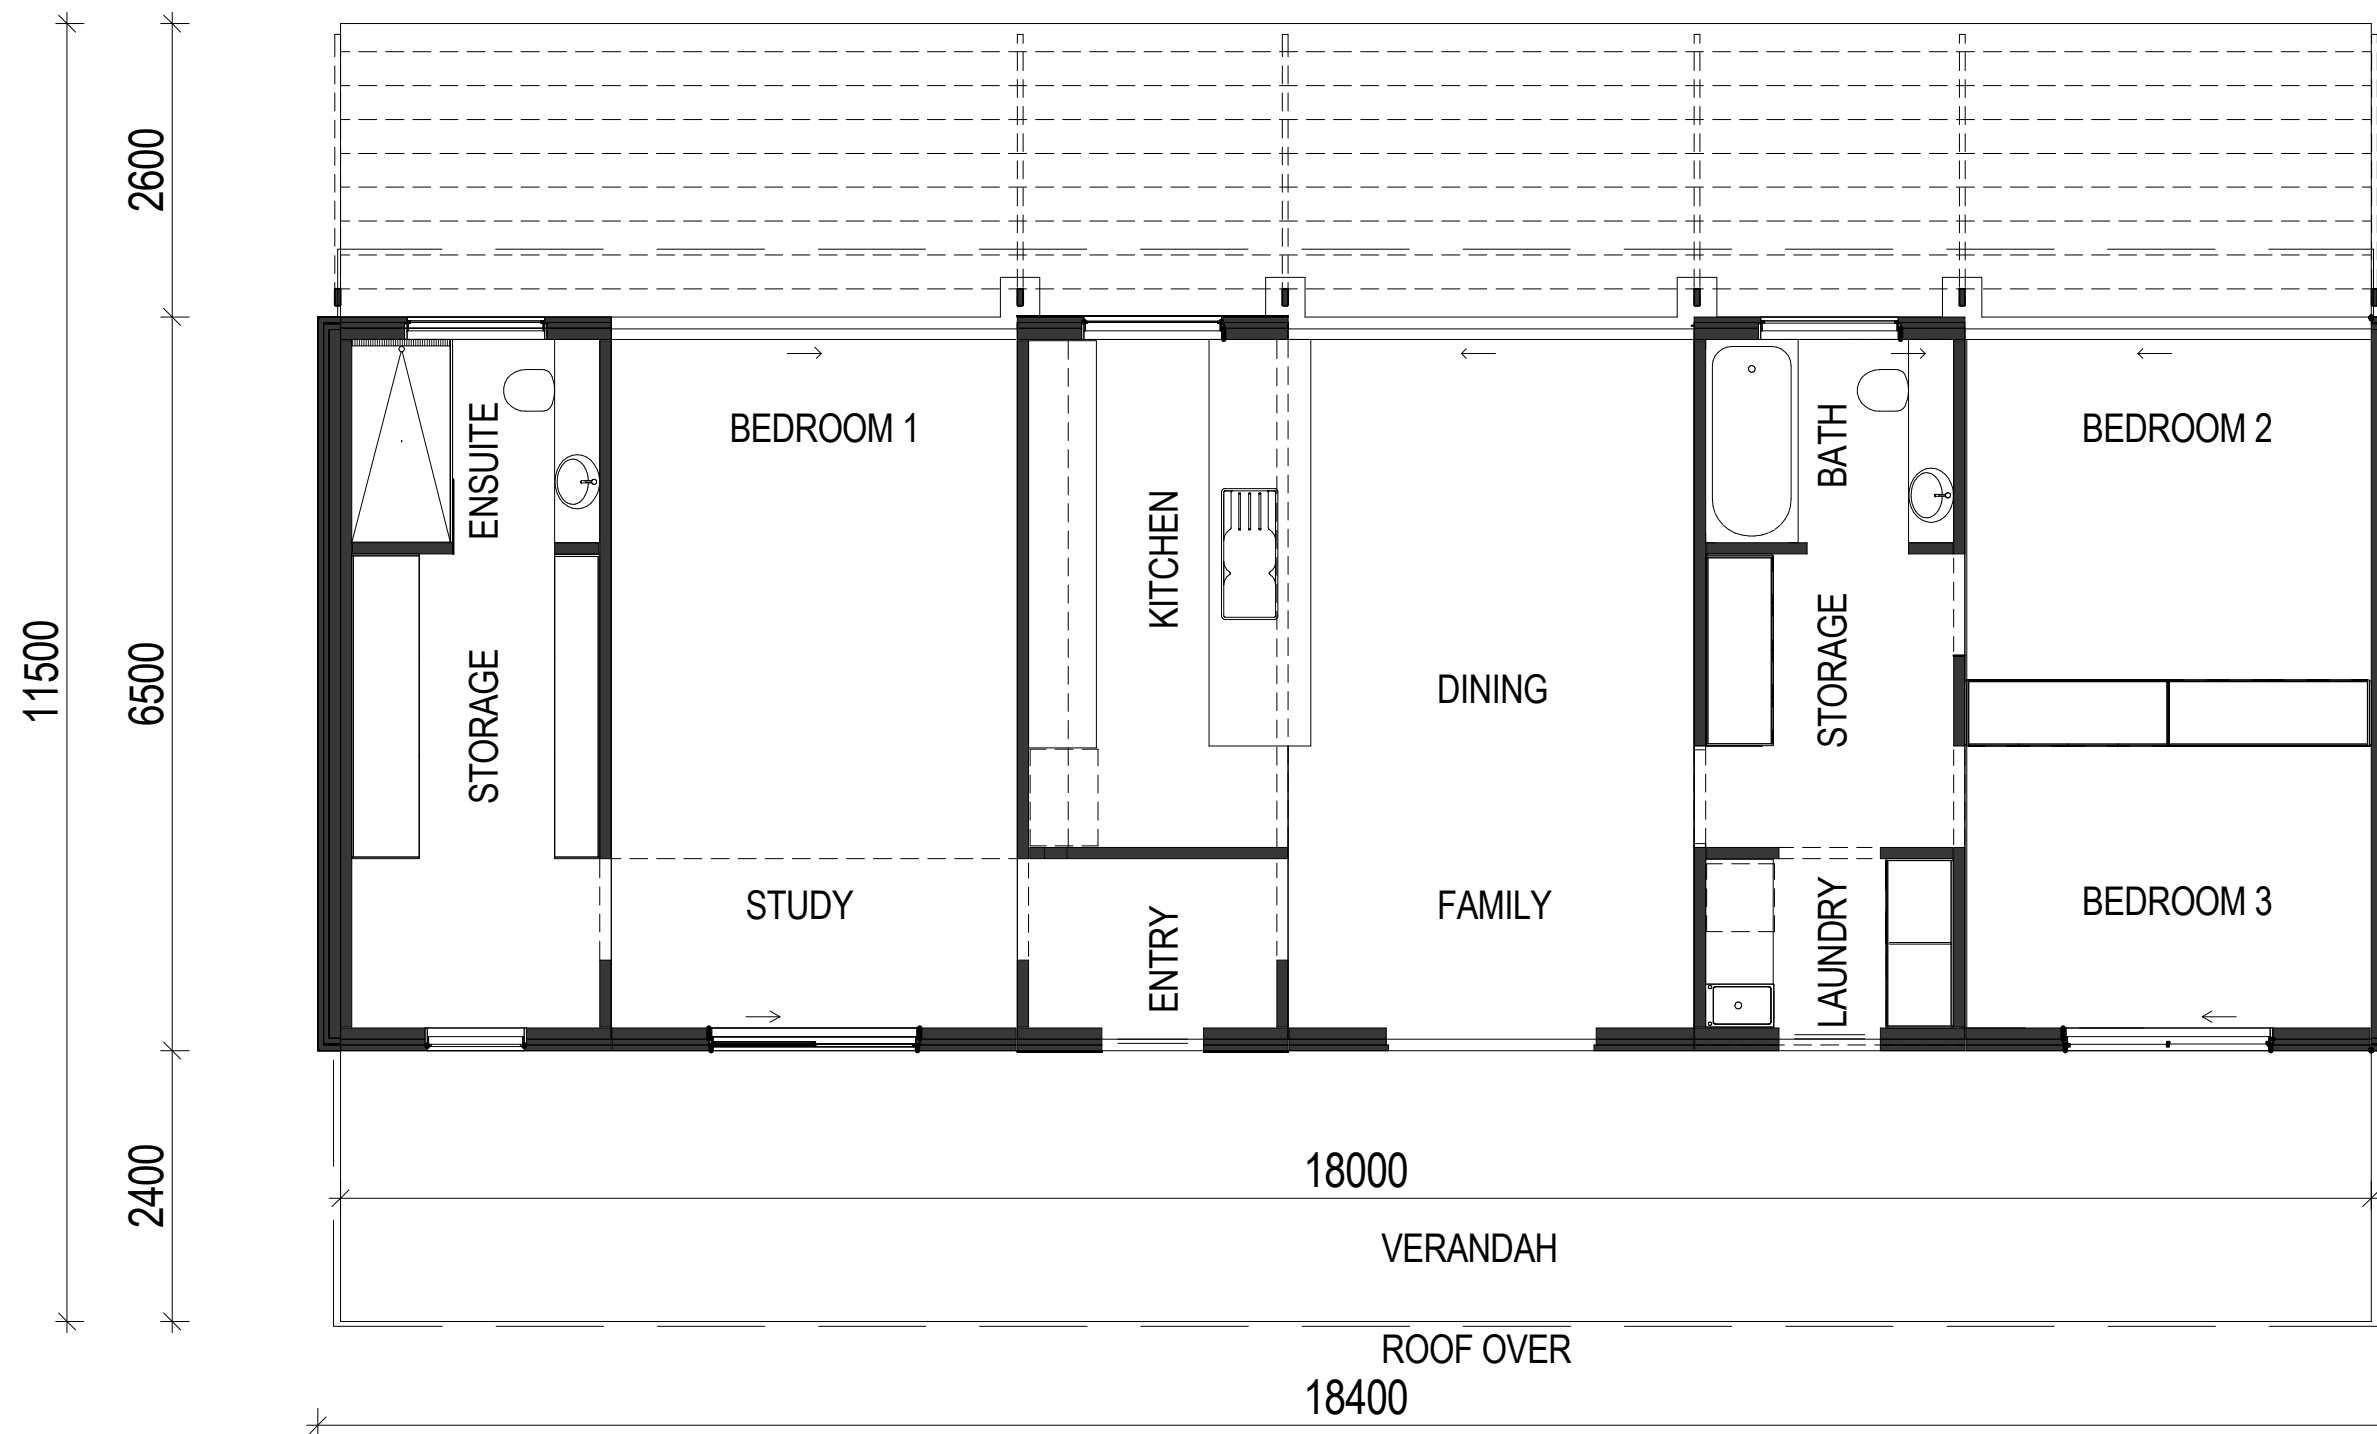 2600
BEDROOM 1
BEDROOM 2
ENSUITE
BATH
KITCHEN
11500
6500
STORAGE
DINING
STORAGE
STUDY
ENTRY
FAMILY
LAUNDRY
BEDROOM 3
2400
18000
VERANDAH
ROOF OVER
18400